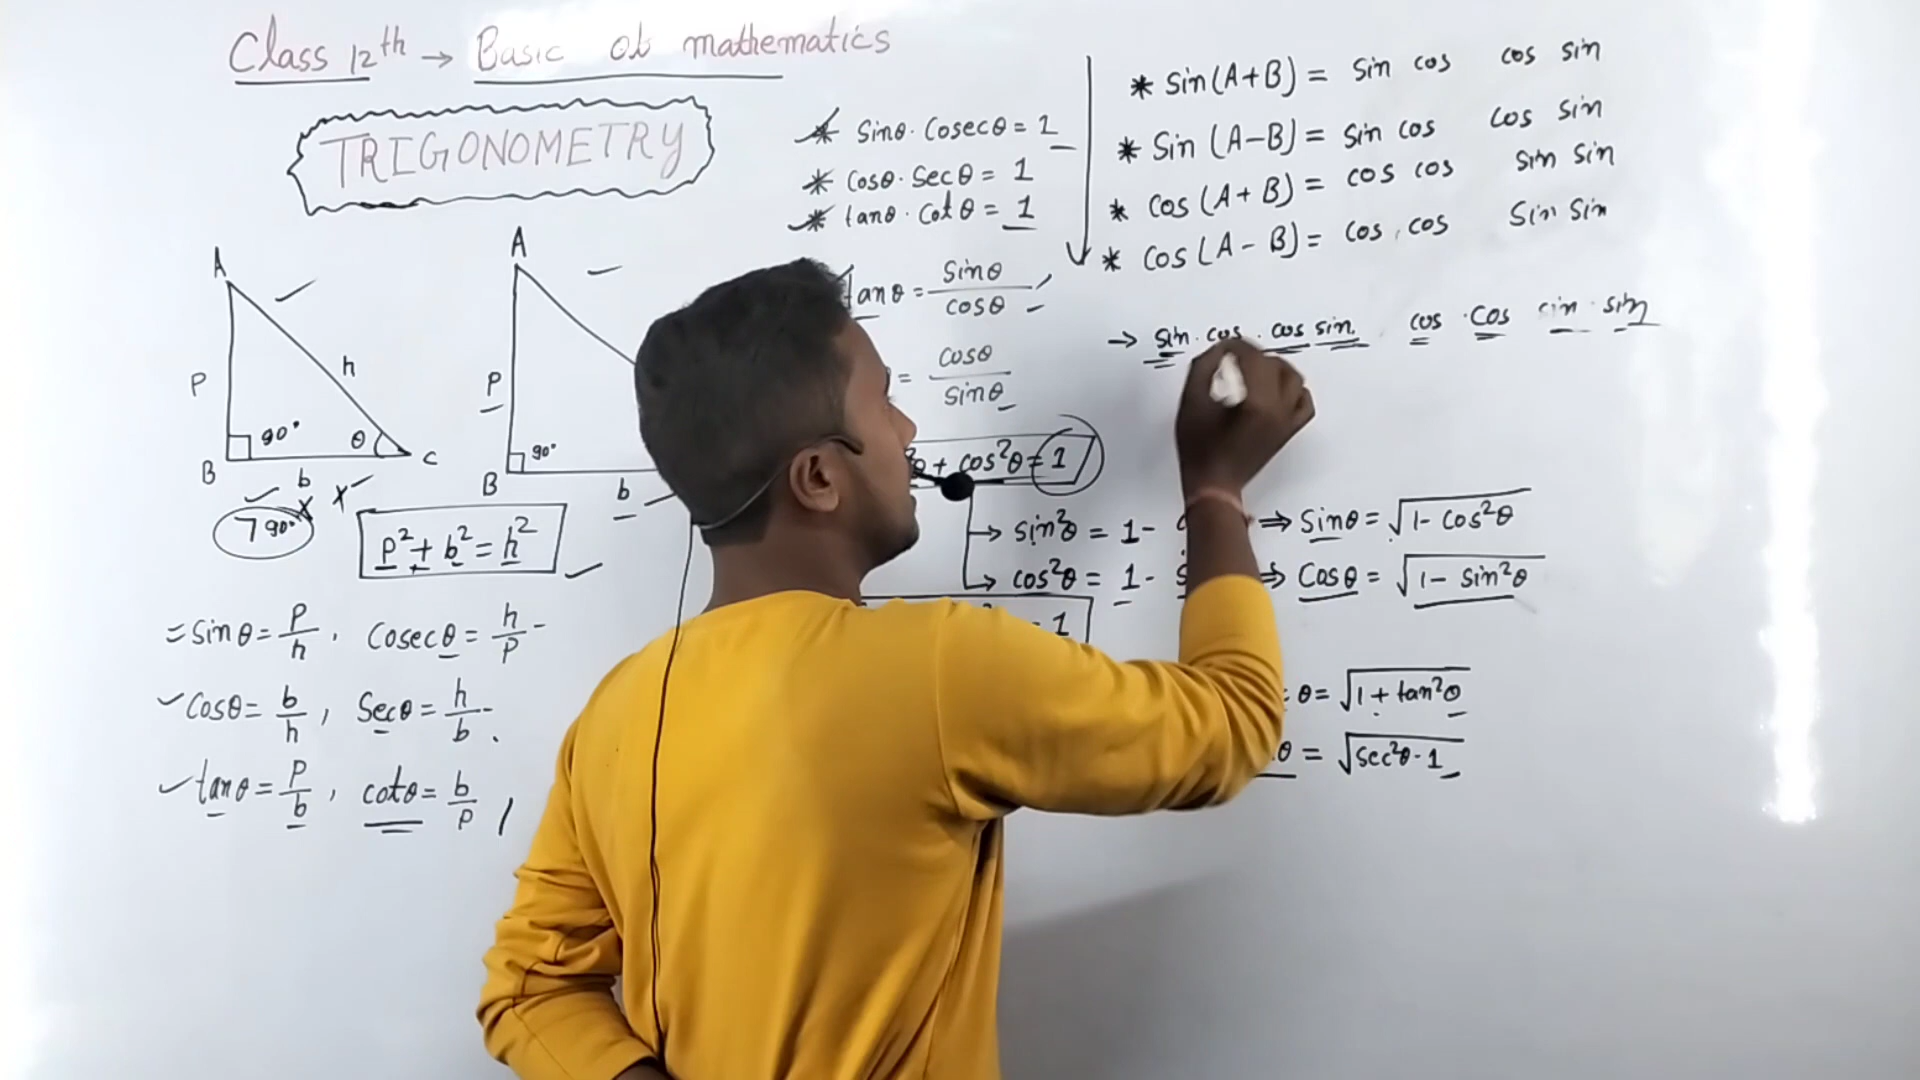 Class 12th → Basic of mathematics
TRIGONOMETRY
A
P
h
90°
θ
B
b
C
790°
x x
P² + b² = h²
A
P
90°
B
b
= Sinθ = P/h , Cosecθ = h/P
✓ Cosθ = b/h , Secθ = h/b
✓ tanθ = P/b , cotθ = b/P
* Sinθ · Cosecθ = 1
* Cosθ · Secθ = 1
* tanθ · Cotθ = 1
tanθ = Sinθ/cosθ
= cosθ/sinθ
²θ + cos²θ = 1
→ sin²θ = 1 - ⇒ Sinθ = √1 - Cos²θ
→ cos²θ = 1 - ⇒ Cosθ = √1 - Sin²θ
= 1
θ = √1 + tan²θ
θ = √Sec²θ - 1
* Sin (A+B) = Sin cos cos sin
* Sin (A-B) = Sin cos cos sin
* Cos (A+B) = cos cos sin sin
* Cos (A-B) = cos cos Sin Sin
→ sin · cos · cos sin cos · cos sin · sin